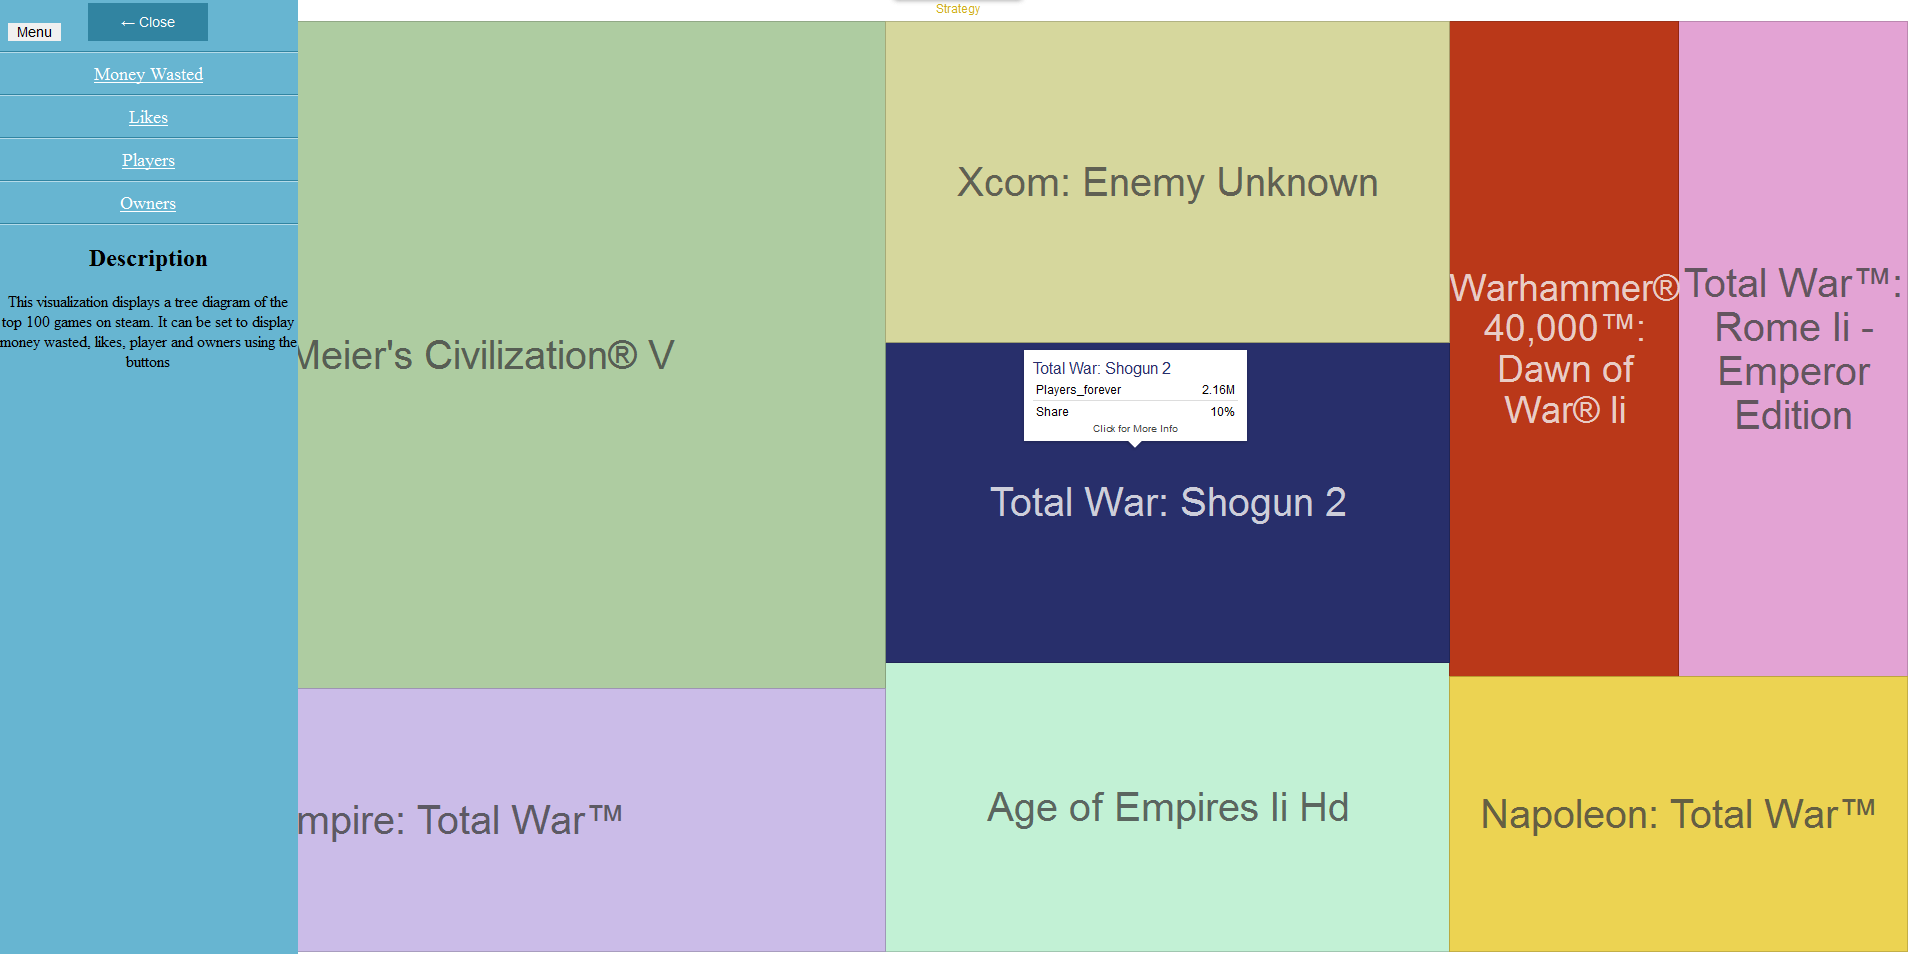 Menu
← Close
Money Wasted
Likes
Players
Owners
Description
This visualization displays a tree diagram of the
top 100 games on steam. It can be set to display
money wasted, likes, player and owners using the
buttons
Strategy
Meier's Civilization® V
Xcom: Enemy Unknown
Total War: Shogun 2
Players_forever 2.16M
Share 10%
Click for More Info
Total War: Shogun 2
Warhammer®
40,000™:
Dawn of
War® Ii
Total War™:
Rome Ii -
Emperor
Edition
mpire: Total War™
Age of Empires Ii Hd
Napoleon: Total War™